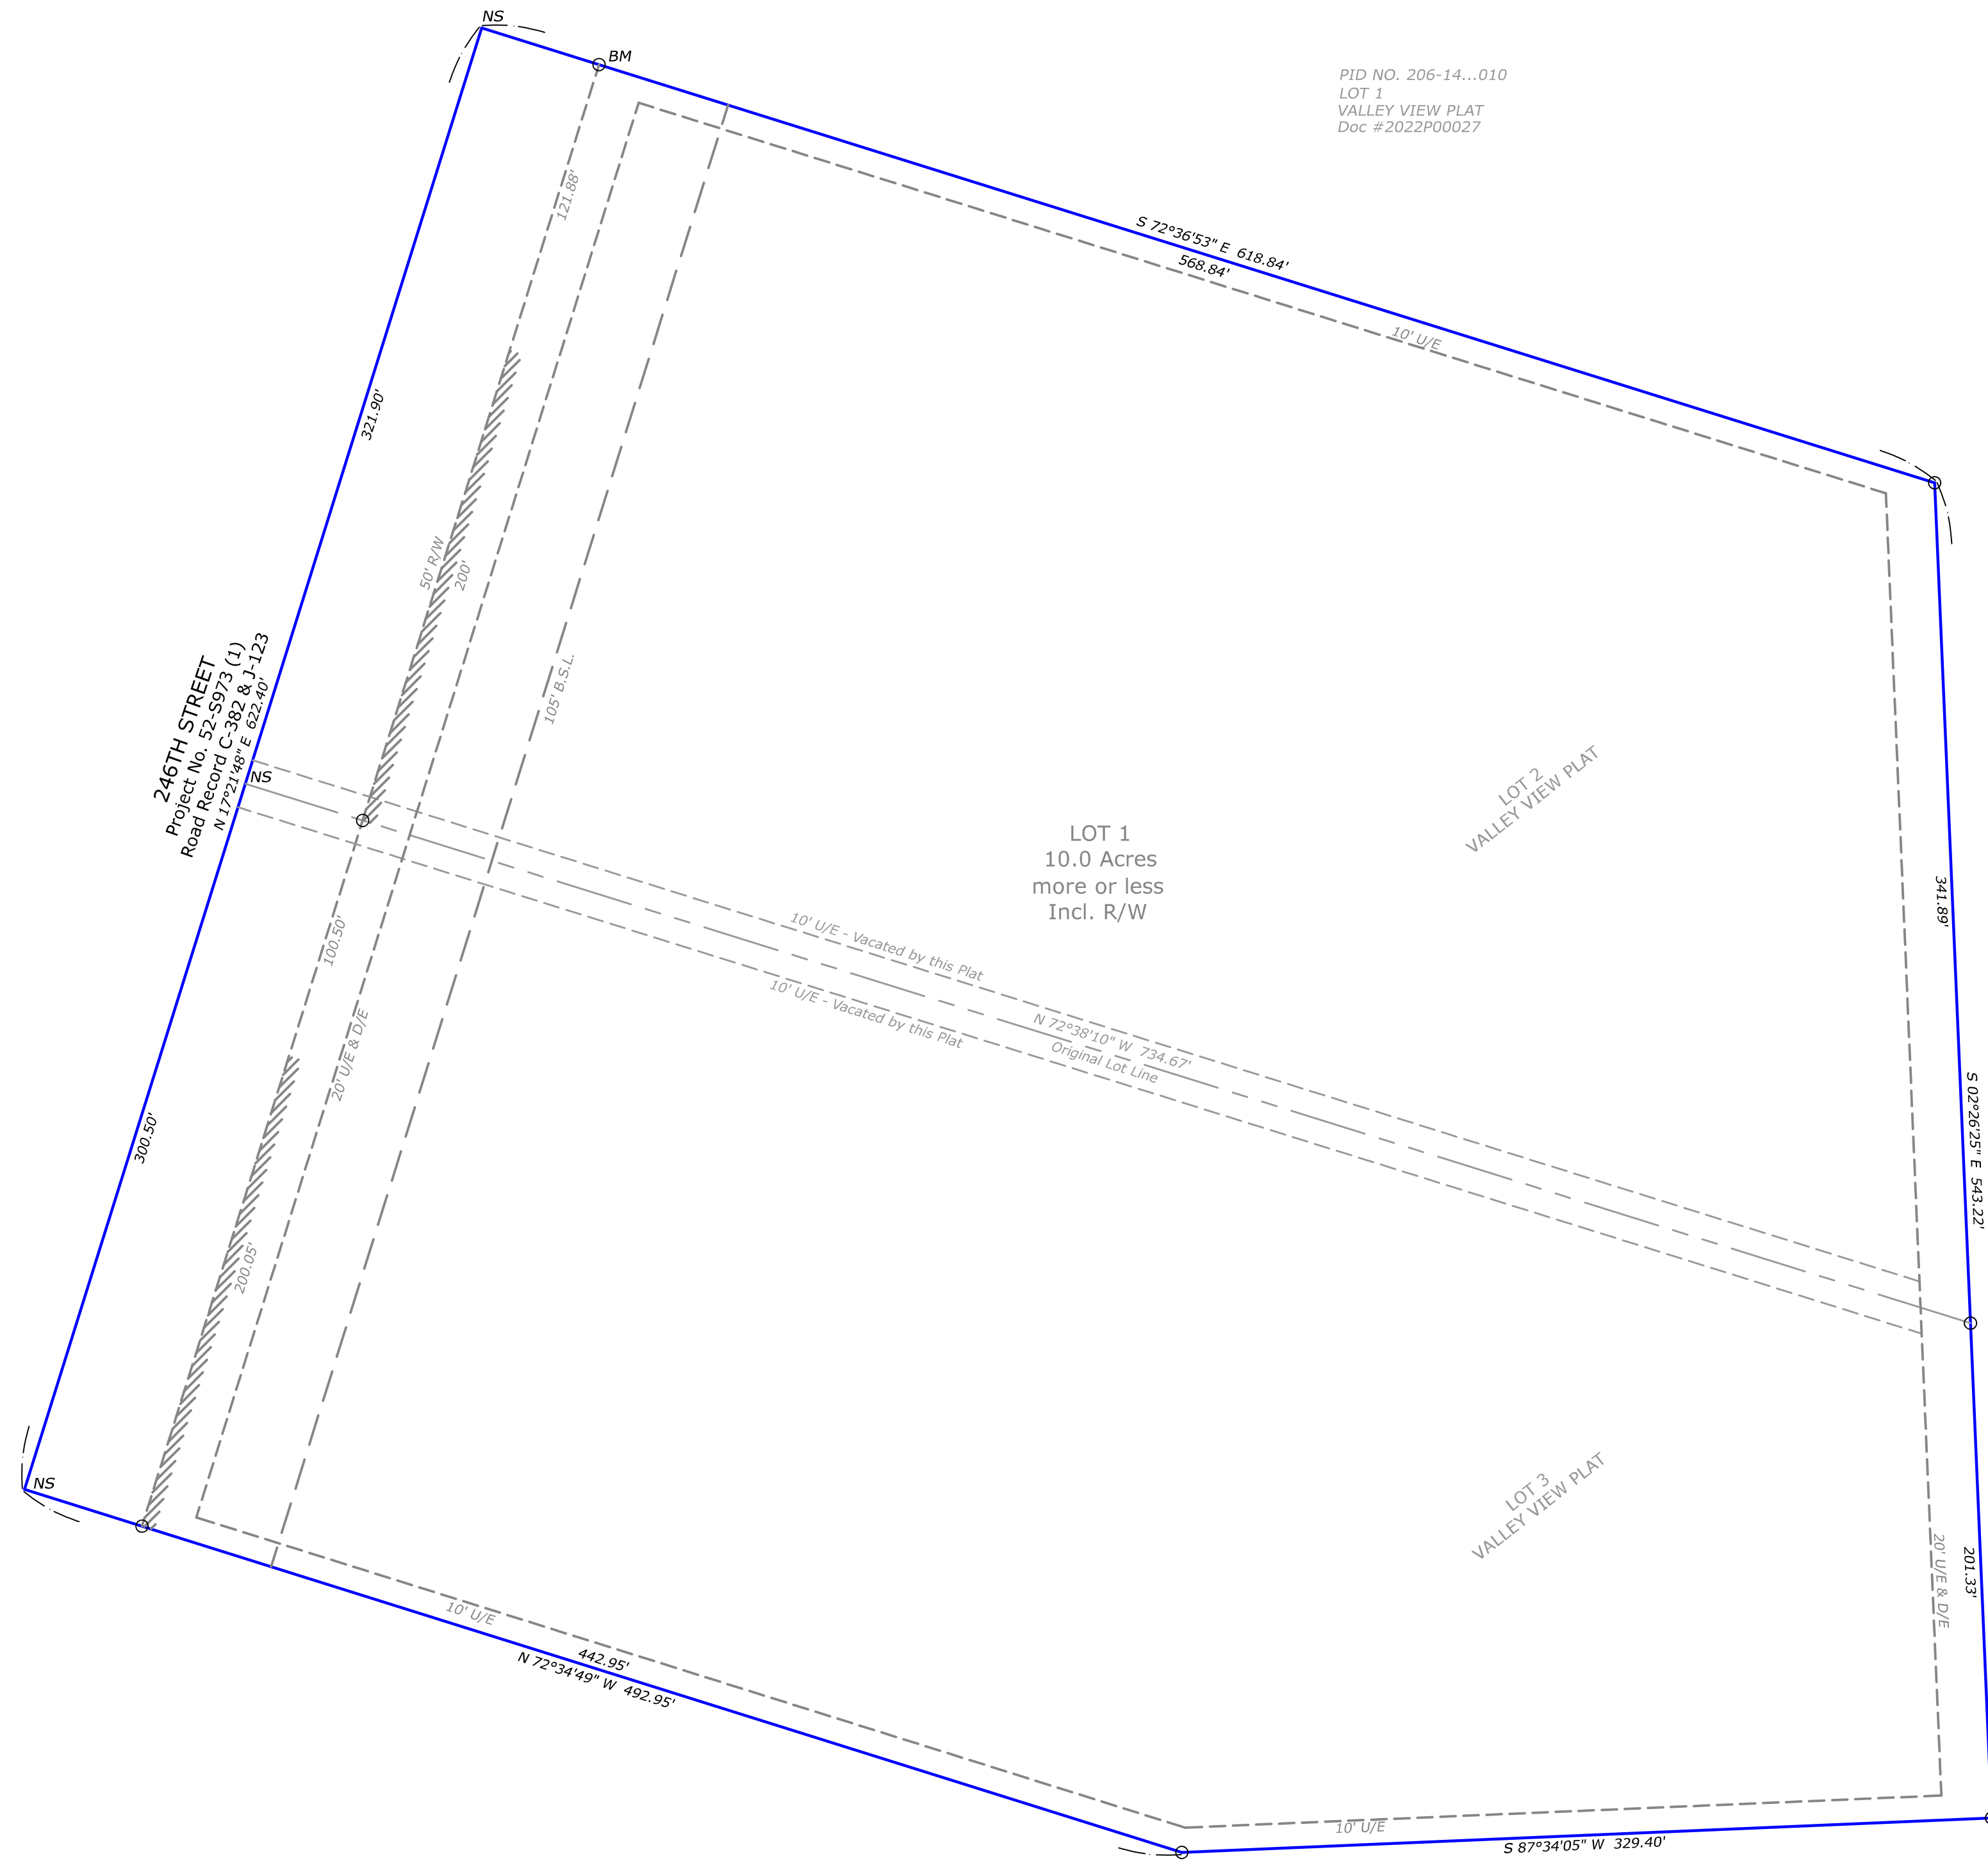 NS
BM
PID NO. 206-14...010
LOT 1
VALLEY VIEW PLAT
Doc #2022P00027
121.88'
S 72°36'53" E  618.84'
568.84'
10' U/E
321.90'
50' R/W
200'
246TH STREET
Project No. 52-S973 (1)
Road Record C-382 & J-123
N 17°21'48" E  622.40'
105' B.S.L.
NS
LOT 2
VALLEY VIEW PLAT
LOT 1
10.0 Acres
more or less
Incl. R/W
341.89'
100.50'
10' U/E - Vacated by this Plat
10' U/E - Vacated by this Plat
N 72°38'10" W  734.67'
Original Lot Line
20' U/E & D/E
300.50'
S 02°26'25" E  543.22'
200.05'
NS
LOT 3
VALLEY VIEW PLAT
20' U/E & D/E
201.33'
10' U/E
442.95'
N 72°34'49" W  492.95'
10' U/E
S 87°34'05" W  329.40'